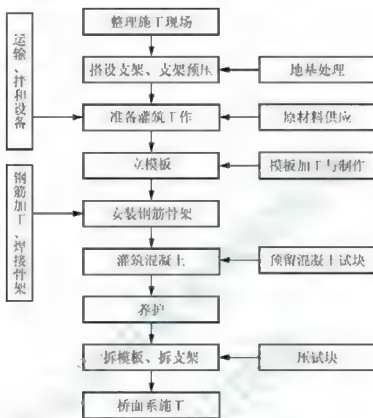 整理施工现场
运输、拌和设备
搭设支架、支架预压
地基处理
准备灌筑工作
原材料供应
立模板
模板加工与制作
钢筋加工、焊接骨架
安装钢筋骨架
灌筑混凝土
预留混凝土试块
养护
拆模板、拆支架
压试块
桥面系施工